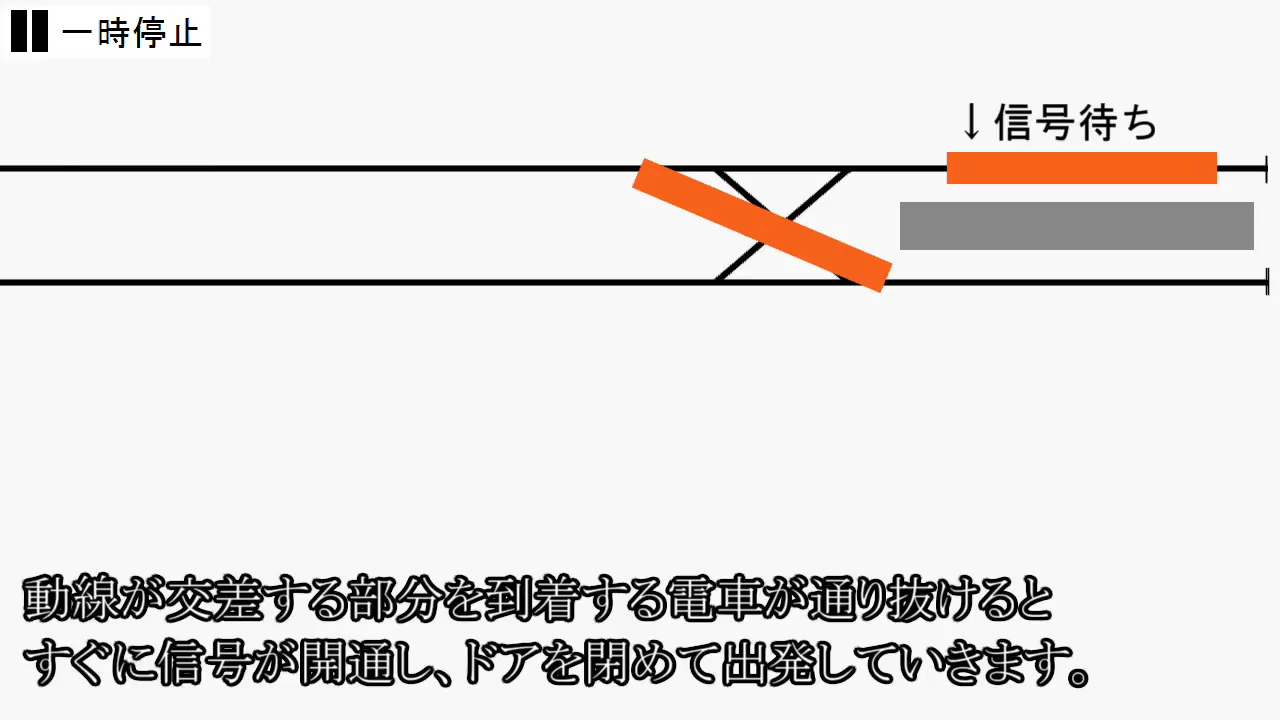 一時停止
↓信号待ち
動線が交差する部分を到着する電車が通り抜けると
すぐに信号が開通し、ドアを閉めて出発していきます。